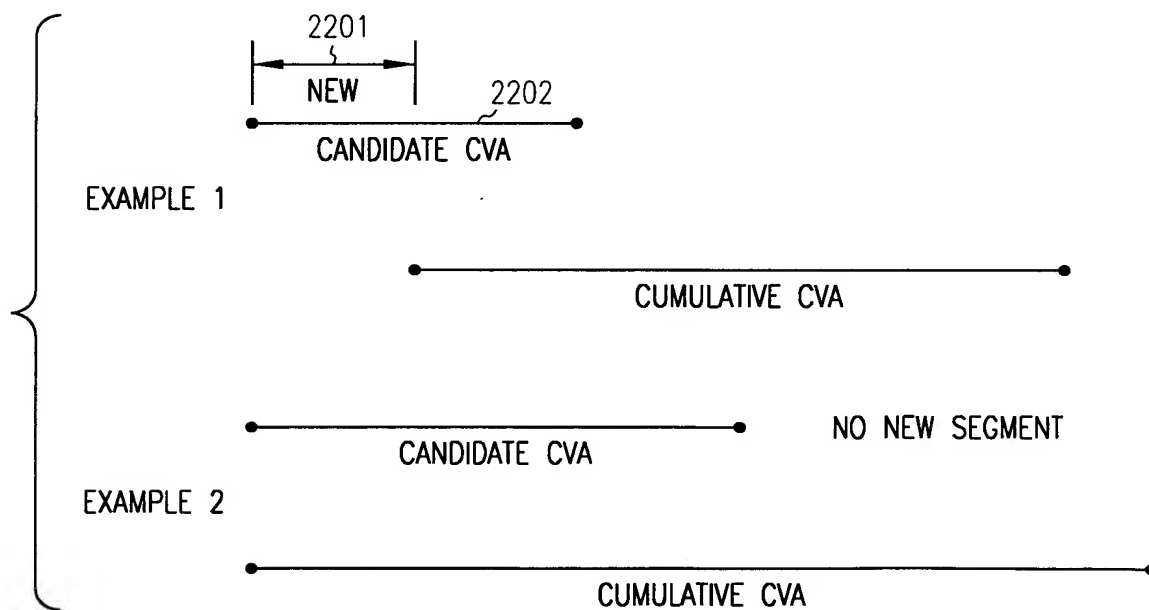 2201
NEW
2202
CANDIDATE CVA
EXAMPLE 1
CUMULATIVE CVA
CANDIDATE CVA
NO NEW SEGMENT
EXAMPLE 2
CUMULATIVE CVA